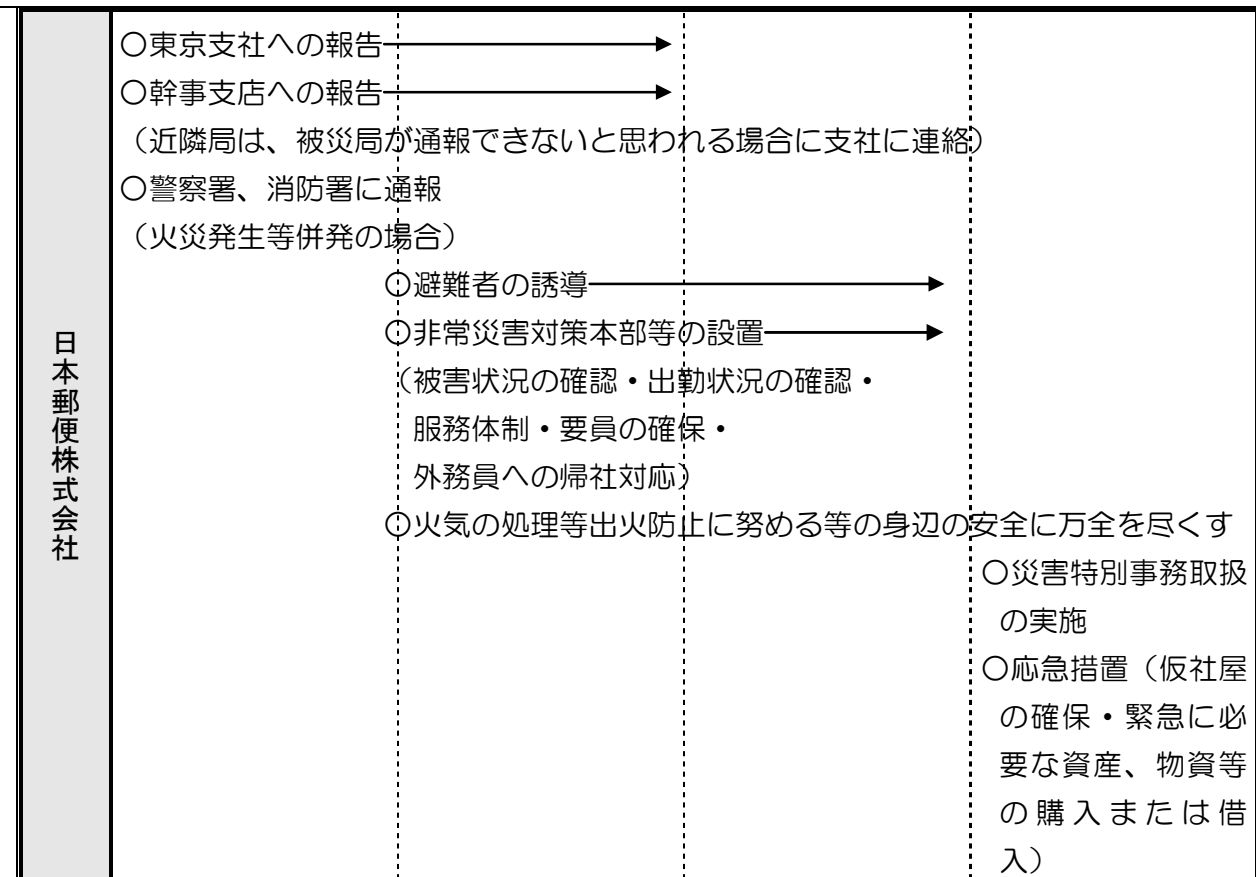 日本郵便株式会社
○東京支社への報告
○幹事支店への報告
（近隣局は、被災局が通報できないと思われる場合に支社に連絡）
○警察署、消防署に通報
（火災発生等併発の場合）
○避難者の誘導
○非常災害対策本部等の設置
（被害状況の確認・出勤状況の確認・
服務体制・要員の確保・
外務員への帰社対応）
○火気の処理等出火防止に努める等の身辺の安全に万全を尽くす
○災害特別事務取扱
の実施
○応急措置（仮社屋
の確保・緊急に必
要な資産、物資等
の購入または借
入）